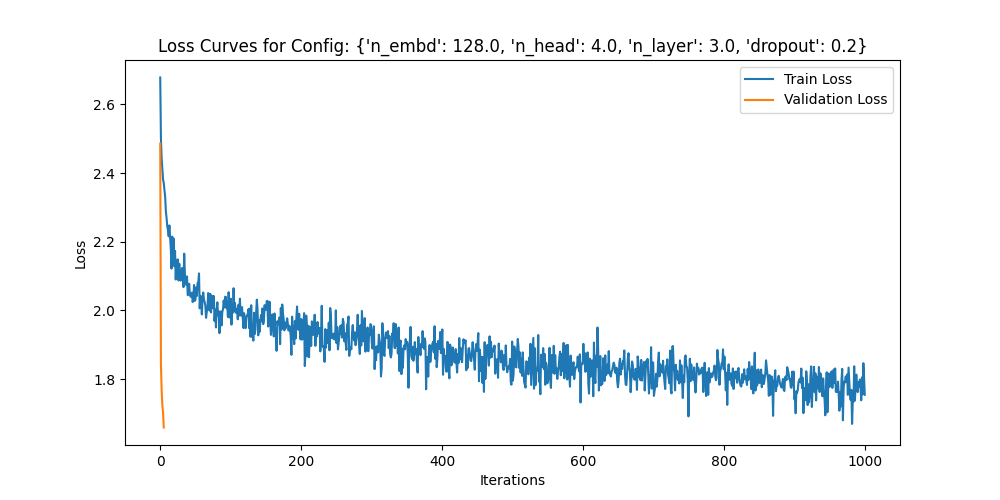 Loss Curves for Config: {'n_embd': 128.0, 'n_head': 4.0, 'n_layer': 3.0, 'dropout': 0.2}
Train Loss
Validation Loss
2.6
2.4
2.2
2.0
1.8
Loss
0 200 400 600 800 1000
Iterations